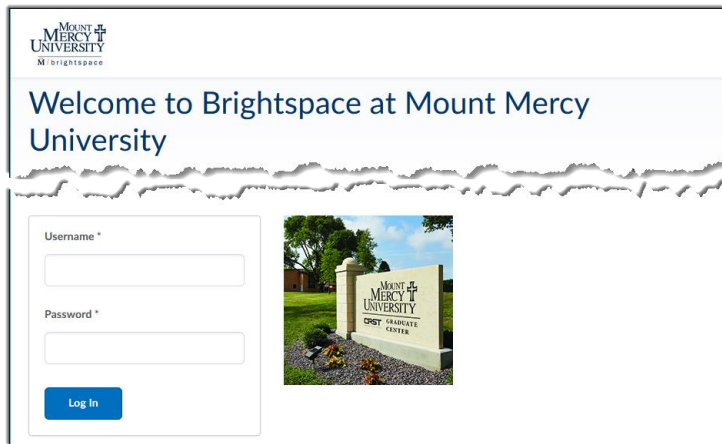 MOUNT
MERCY
UNIVERSITY
M/brightspace
Welcome to Brightspace at Mount Mercy
University
Username *
Password *
Log In
MOUNT
MERCY
UNIVERSITY
CRST GRADUATE
CENTER